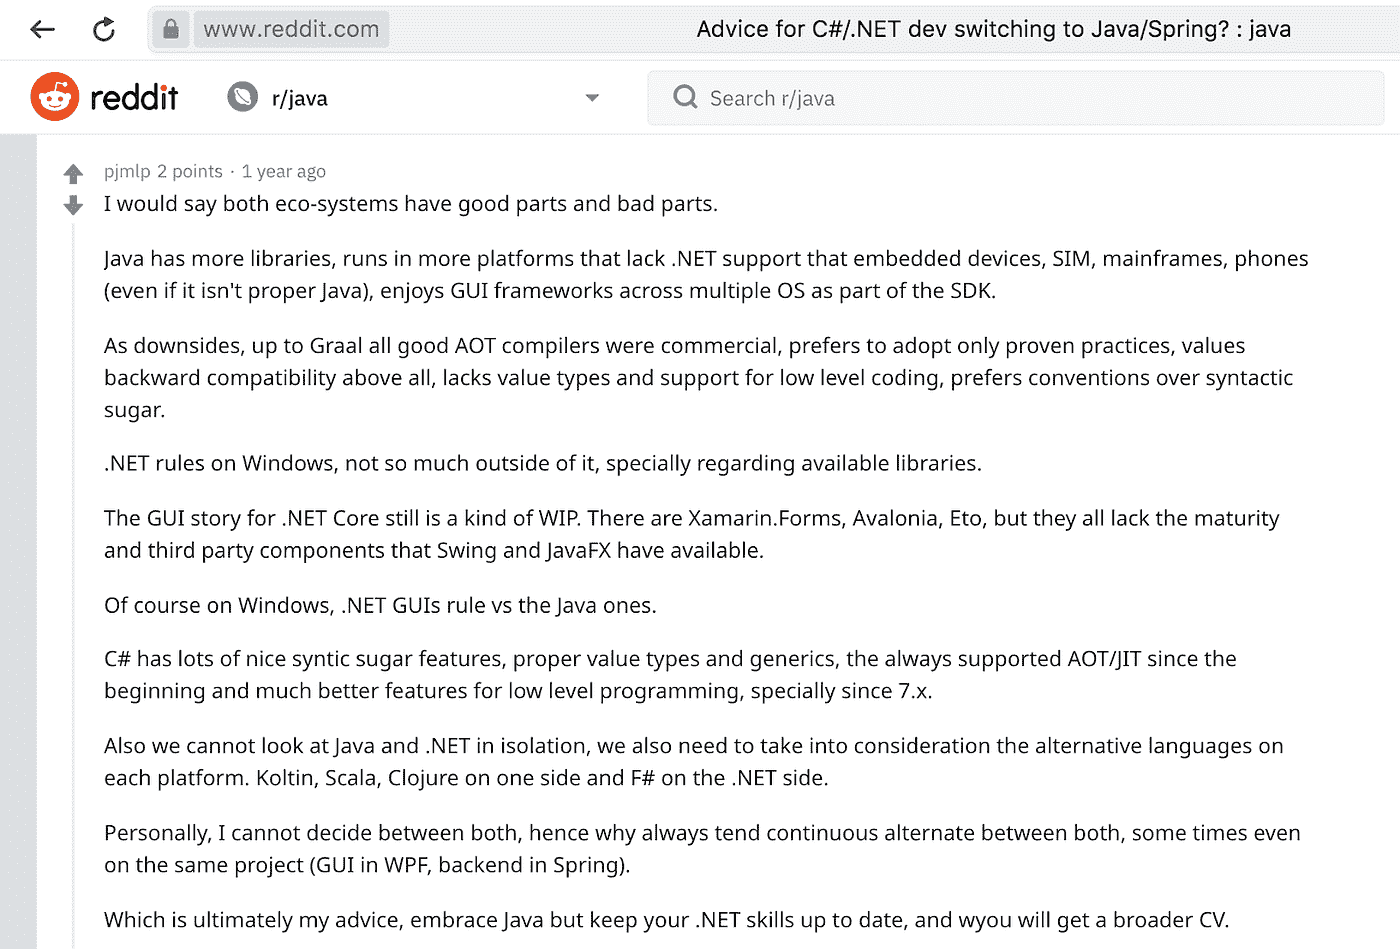 www.reddit.com
Advice for C#/.NET dev switching to Java/Spring? : java
reddit
r/java
Search r/java
pjmlp 2 points · 1 year ago
I would say both eco-systems have good parts and bad parts.
Java has more libraries, runs in more platforms that lack .NET support that embedded devices, SIM, mainframes, phones
(even if it isn't proper Java), enjoys GUI frameworks across multiple OS as part of the SDK.
As downsides, up to Graal all good AOT compilers were commercial, prefers to adopt only proven practices, values
backward compatibility above all, lacks value types and support for low level coding, prefers conventions over syntactic
sugar.
.NET rules on Windows, not so much outside of it, specially regarding available libraries.
The GUI story for .NET Core still is a kind of WIP. There are Xamarin.Forms, Avalonia, Eto, but they all lack the maturity
and third party components that Swing and JavaFX have available.
Of course on Windows, .NET GUIs rule vs the Java ones.
C# has lots of nice syntic sugar features, proper value types and generics, the always supported AOT/JIT since the
beginning and much better features for low level programming, specially since 7.x.
Also we cannot look at Java and .NET in isolation, we also need to take into consideration the alternative languages on
each platform. Koltin, Scala, Clojure on one side and F# on the .NET side.
Personally, I cannot decide between both, hence why always tend continuous alternate between both, some times even
on the same project (GUI in WPF, backend in Spring).
Which is ultimately my advice, embrace Java but keep your .NET skills up to date, and wyou will get a broader CV.